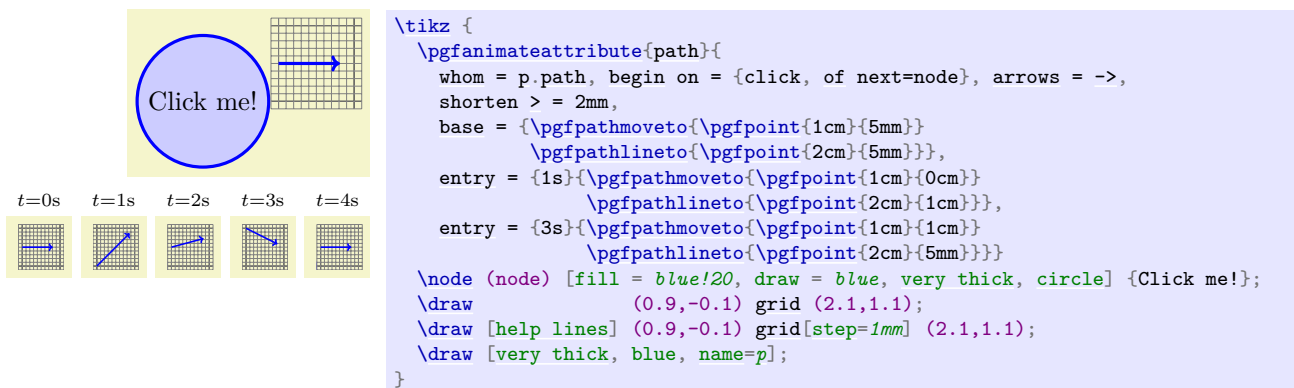 Click me!
t=0s t=1s t=2s t=3s t=4s
\tikz {
  \pgfanimateattribute{path}{
    whom = p.path, begin on = {click, of next=node}, arrows = ->,
    shorten > = 2mm,
    base = {\pgfpathmoveto{\pgfpoint{1cm}{5mm}}
            \pgfpathlineto{\pgfpoint{2cm}{5mm}}},
    entry = {1s}{\pgfpathmoveto{\pgfpoint{1cm}{0cm}}
                 \pgfpathlineto{\pgfpoint{2cm}{1cm}}},
    entry = {3s}{\pgfpathmoveto{\pgfpoint{1cm}{1cm}}
                 \pgfpathlineto{\pgfpoint{2cm}{5mm}}}}
  \node (node) [fill = blue!20, draw = blue, very thick, circle] {Click me!};
  \draw              (0.9,-0.1) grid (2.1,1.1);
  \draw [help lines] (0.9,-0.1) grid[step=1mm] (2.1,1.1);
  \draw [very thick, blue, name=p];
}